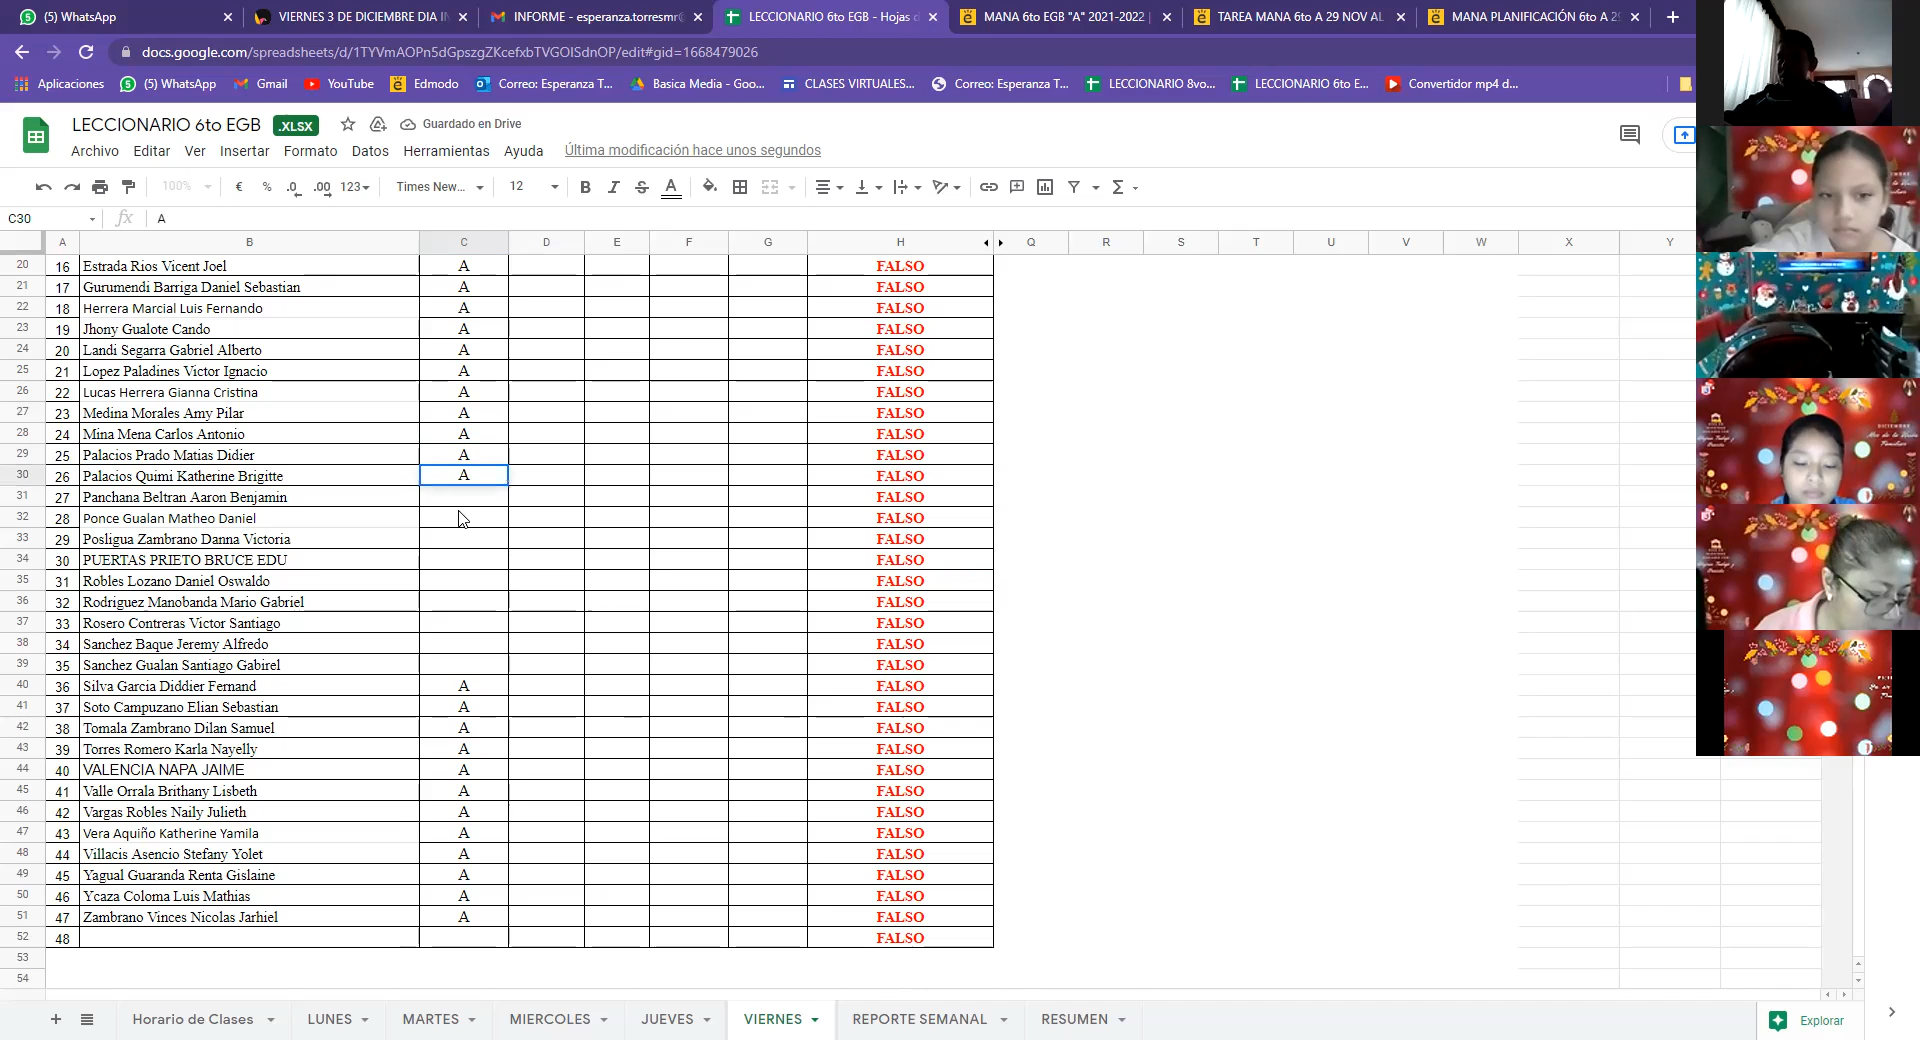 (5) WhatsApp
VIERNES 3 DE DICIEMBRE DIA IN
INFORME - esperanza.torresmr@
LECCIONARIO 6to EGB - Hojas d
MANA 6to EGB "A" 2021-2022 |
TAREA MANA 6to A 29 NOV AL
MANA PLANIFICACIÓN 6to A 29
docs.google.com/spreadsheets/d/1TYVmAOPn5dGpszgZKcefxbTVGOISdnOP/edit#gid=1668479026
Aplicaciones
(5) WhatsApp
Gmail
YouTube
Edmodo
Correo: Esperanza T...
Basica Media - Goo...
CLASES VIRTUALES...
Correo: Esperanza T...
LECCIONARIO 8vo...
LECCIONARIO 6to E...
Convertidor mp4 d...
LECCIONARIO 6to EGB .XLSX Guardado en Drive
Archivo Editar Ver Insertar Formato Datos Herramientas Ayuda Última modificación hace unos segundos
100% € % .0 .00 123 Times New... 12 B I S A
C30 fx A
A B C D E F G H Q R S T U V W X Y
20 16 Estrada Rios Vicent Joel A FALSO
21 17 Gurumendi Barriga Daniel Sebastian A FALSO
22 18 Herrera Marcial Luis Fernando A FALSO
23 19 Jhony Gualote Cando A FALSO
24 20 Landi Segarra Gabriel Alberto A FALSO
25 21 Lopez Paladines Victor Ignacio A FALSO
26 22 Lucas Herrera Gianna Cristina A FALSO
27 23 Medina Morales Amy Pilar A FALSO
28 24 Mina Mena Carlos Antonio A FALSO
29 25 Palacios Prado Matias Didier A FALSO
30 26 Palacios Quimi Katherine Brigitte A FALSO
31 27 Panchana Beltran Aaron Benjamin FALSO
32 28 Ponce Gualan Matheo Daniel FALSO
33 29 Posligua Zambrano Danna Victoria FALSO
34 30 PUERTAS PRIETO BRUCE EDU FALSO
35 31 Robles Lozano Daniel Oswaldo FALSO
36 32 Rodriguez Manobanda Mario Gabriel FALSO
37 33 Rosero Contreras Victor Santiago FALSO
38 34 Sanchez Baque Jeremy Alfredo FALSO
39 35 Sanchez Gualan Santiago Gabirel FALSO
40 36 Silva Garcia Diddier Fernand A FALSO
41 37 Soto Campuzano Elian Sebastian A FALSO
42 38 Tomala Zambrano Dilan Samuel A FALSO
43 39 Torres Romero Karla Nayelly A FALSO
44 40 VALENCIA NAPA JAIME A FALSO
45 41 Valle Orrala Brithany Lisbeth A FALSO
46 42 Vargas Robles Naily Julieth A FALSO
47 43 Vera Aquiño Katherine Yamila A FALSO
48 44 Villacis Asencio Stefany Yolet A FALSO
49 45 Yagual Guaranda Renta Gislaine A FALSO
50 46 Ycaza Coloma Luis Mathias A FALSO
51 47 Zambrano Vinces Nicolas Jarhiel A FALSO
52 48 FALSO
53
54
Horario de Clases LUNES MARTES MIERCOLES JUEVES VIERNES REPORTE SEMANAL RESUMEN Explorar